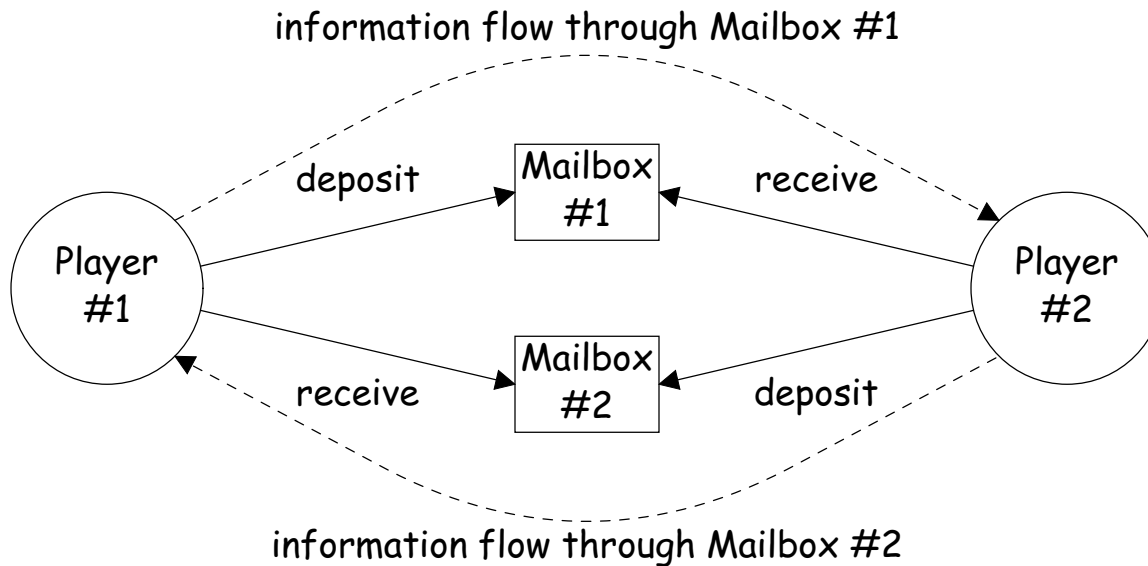 information flow through Mailbox #1
deposit
Mailbox
#1
receive
Player
#1
Player
#2
receive
Mailbox
#2
deposit
information flow through Mailbox #2